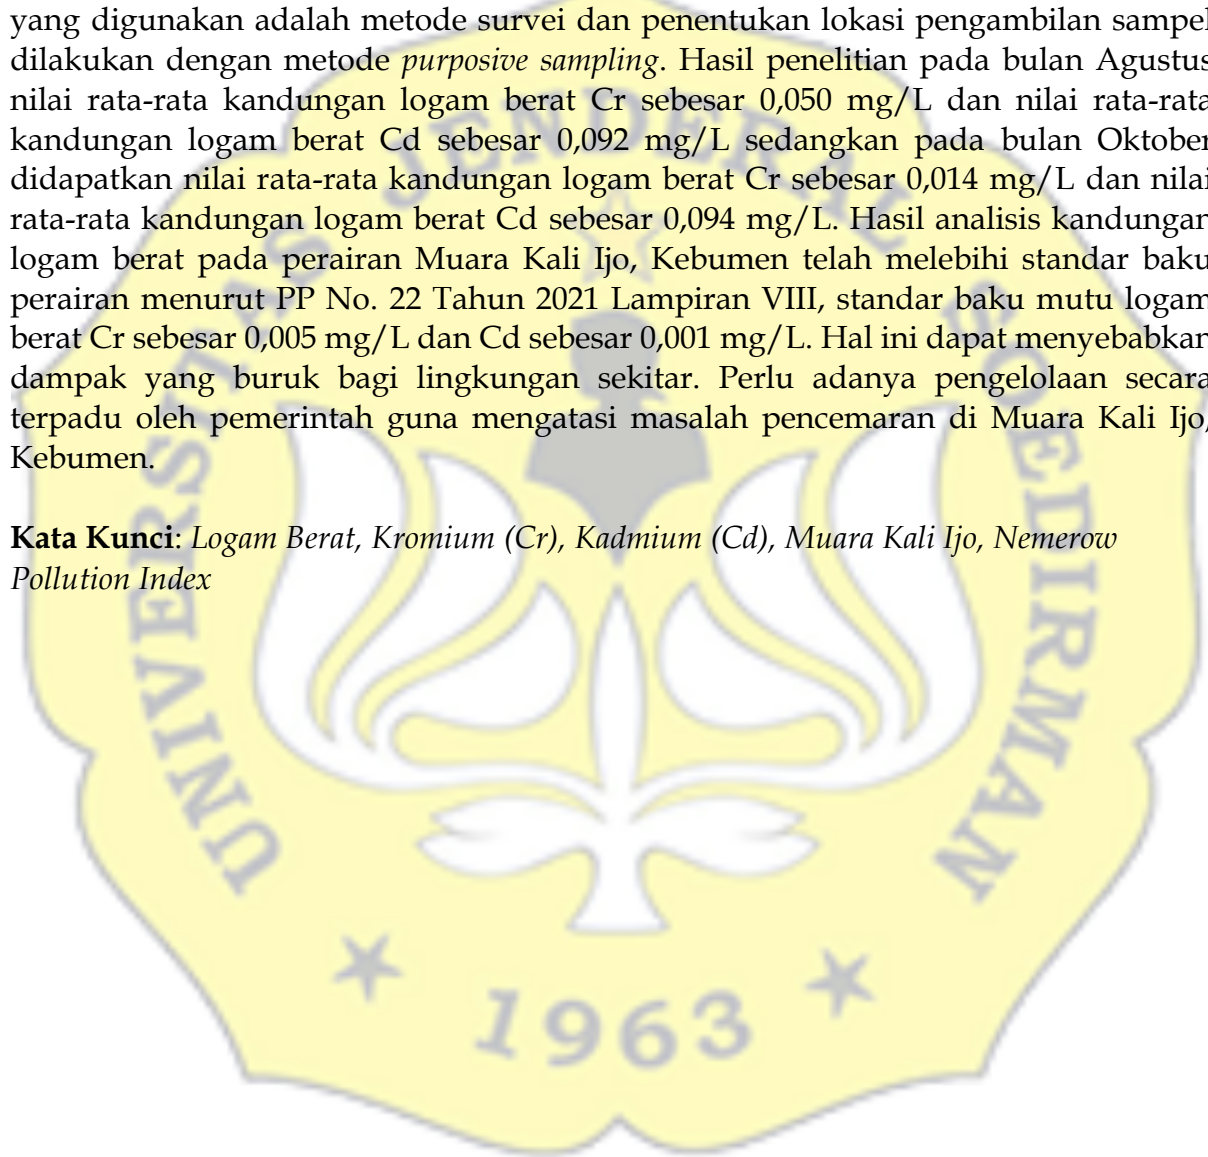 yang digunakan adalah metode survei dan penentukan lokasi pengambilan sampel
dilakukan dengan metode purposive sampling. Hasil penelitian pada bulan Agustus
nilai rata-rata kandungan logam berat Cr sebesar 0,050 mg/L dan nilai rata-rata
kandungan logam berat Cd sebesar 0,092 mg/L sedangkan pada bulan Oktober
didapatkan nilai rata-rata kandungan logam berat Cr sebesar 0,014 mg/L dan nilai
rata-rata kandungan logam berat Cd sebesar 0,094 mg/L. Hasil analisis kandungan
logam berat pada perairan Muara Kali Ijo, Kebumen telah melebihi standar baku
perairan menurut PP No. 22 Tahun 2021 Lampiran VIII, standar baku mutu logam
berat Cr sebesar 0,005 mg/L dan Cd sebesar 0,001 mg/L. Hal ini dapat menyebabkan
dampak yang buruk bagi lingkungan sekitar. Perlu adanya pengelolaan secara
terpadu oleh pemerintah guna mengatasi masalah pencemaran di Muara Kali Ijo,
Kebumen.
Kata Kunci: Logam Berat, Kromium (Cr), Kadmium (Cd), Muara Kali Ijo, Nemerow
Pollution Index
UNIVERSITAS JENDERAL SOEDIRMAN
1963